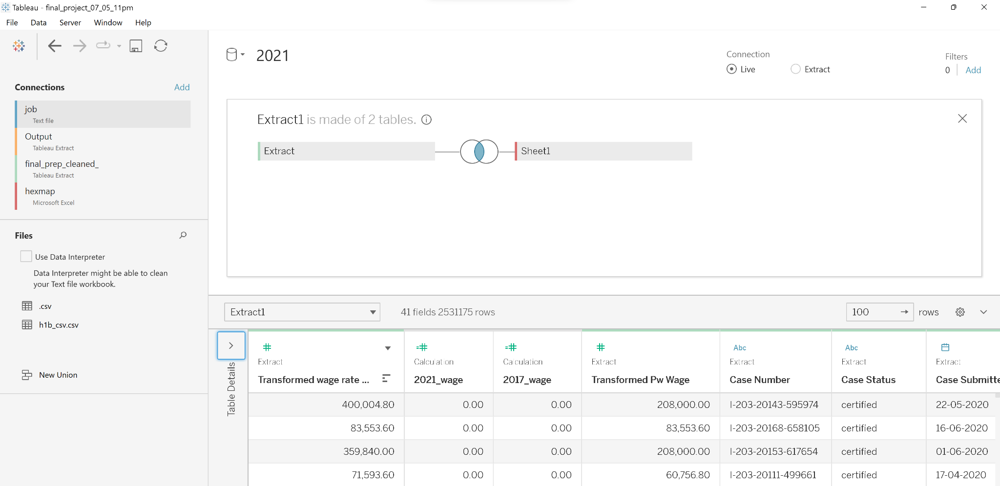 Tableau - final_project_07_05_11pm
File Data Server Window Help
Connections Add
job
Text file
Output
Tableau Extract
final_prep_cleaned_
Tableau Extract
hexmap
Microsoft Excel
Files
Use Data Interpreter
Data Interpreter might be able to clean
your Text file workbook.
.csv
h1b_csv.csv
New Union
2021
Connection
Live Extract
Filters
0 Add
Extract1 is made of 2 tables.
Extract Sheet1
Extract1 41 fields 2531175 rows 100 rows
Table Details
# =# =# # Abc Abc
Extract Calculation Calculation Extract Extract Extract Extract
Transformed wage rate ... 2021_wage 2017_wage Transformed Pw Wage Case Number Case Status Case Submitte
400,004.80 0.00 0.00 208,000.00 I-203-20143-595974 certified 22-05-2020
83,553.60 0.00 0.00 83,553.60 I-203-20168-658105 certified 16-06-2020
359,840.00 0.00 0.00 208,000.00 I-203-20153-617654 certified 01-06-2020
71,593.60 0.00 0.00 60,756.80 I-203-20111-499661 certified 17-04-2020